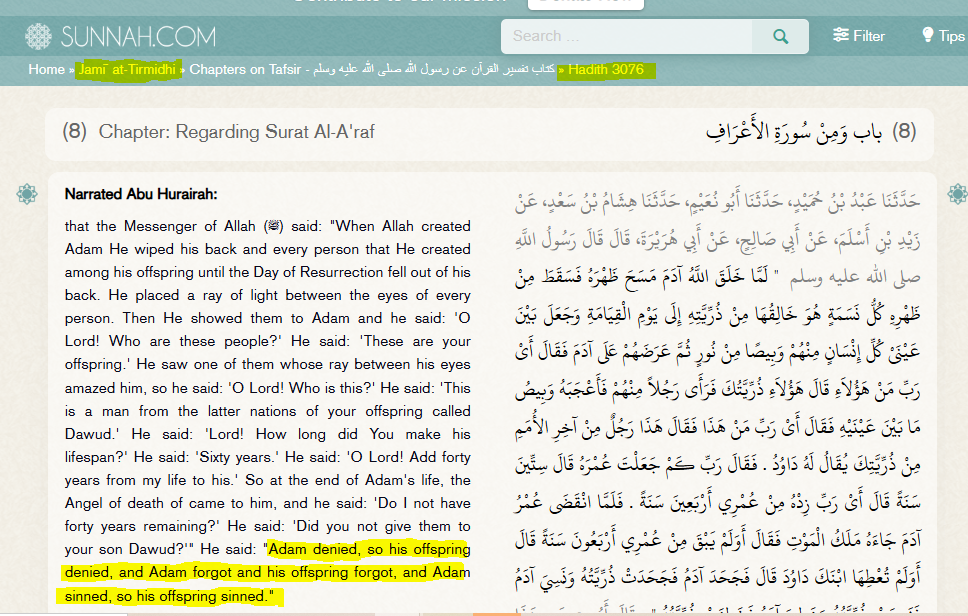 SUNNAH.COM
Search ...
Filter
Tips
Home » Jami` at-Tirmidhi » Chapters on Tafsir - كتاب تفسير القرآن عن رسول الله صلى الله عليه وسلم » Hadith 3076
(8) Chapter: Regarding Surat Al-A'raf
(8) باب وَمِنْ سُورَةِ الأَعْرَافِ
Narrated Abu Hurairah:
that the Messenger of Allah (ﷺ) said: "When Allah created
Adam He wiped his back and every person that He created
among his offspring until the Day of Resurrection fell out of his
back. He placed a ray of light between the eyes of every
person. Then He showed them to Adam and he said: 'O
Lord! Who are these people?' He said: 'These are your
offspring.' He saw one of them whose ray between his eyes
amazed him, so he said: 'O Lord! Who is this?' He said: 'This
is a man from the latter nations of your offspring called
Dawud.' He said: 'Lord! How long did You make his
lifespan?' He said: 'Sixty years.' He said: 'O Lord! Add forty
years from my life to his.' So at the end of Adam's life, the
Angel of death of came to him, and he said: 'Do I not have
forty years remaining?' He said: 'Did you not give them to
your son Dawud?'" He said: "Adam denied, so his offspring
denied, and Adam forgot and his offspring forgot, and Adam
sinned, so his offspring sinned."
حَدَّثَنَا عَبْدُ بْنُ حُمَيْدٍ، حَدَّثَنَا أَبُو نُعَيْمٍ، حَدَّثَنَا هِشَامُ بْنُ سَعْدٍ، عَنْ
زَيْدِ بْنِ أَسْلَمَ، عَنْ أَبِي صَالِحٍ، عَنْ أَبِي هُرَيْرَةَ، قَالَ قَالَ رَسُولُ اللَّهِ
صلى الله عليه وسلم " لَمَّا خَلَقَ اللَّهُ آدَمَ مَسَحَ ظَهْرَهُ فَسَقَطَ مِنْ
ظَهْرِهِ كُلُّ نَسَمَةٍ هُوَ خَالِقُهَا مِنْ ذُرِّيَّتِهِ إِلَى يَوْمِ الْقِيَامَةِ وَجَعَلَ بَيْنَ
عَيْنَىْ كُلِّ إِنْسَانٍ مِنْهُمْ وَبِيصًا مِنْ نُورٍ ثُمَّ عَرَضَهُمْ عَلَى آدَمَ فَقَالَ أَىْ
رَبِّ مَنْ هَؤُلاَءِ قَالَ هَؤُلاَءِ ذُرِّيَّتُكَ فَرَأَى رَجُلاً مِنْهُمْ فَأَعْجَبَهُ وَبِيصُ
مَا بَيْنَ عَيْنَيْهِ فَقَالَ أَىْ رَبِّ مَنْ هَذَا فَقَالَ هَذَا رَجُلٌ مِنْ آخِرِ الأُمَمِ
مِنْ ذُرِّيَّتِكَ يُقَالُ لَهُ دَاوُدُ . فَقَالَ رَبِّ كَمْ جَعَلْتَ عُمْرَهُ قَالَ سِتِّينَ
سَنَةً قَالَ أَىْ رَبِّ زِدْهُ مِنْ عُمْرِي أَرْبَعِينَ سَنَةً . فَلَمَّا انْقَضَى عُمْرُ
آدَمَ جَاءَهُ مَلَكُ الْمَوْتِ فَقَالَ أَوَلَمْ يَبْقَ مِنْ عُمْرِي أَرْبَعُونَ سَنَةً قَالَ
أَوَلَمْ تُعْطِهَا ابْنَكَ دَاوُدَ قَالَ فَجَحَدَ آدَمُ فَجَحَدَتْ ذُرِّيَّتُهُ وَنَسِيَ آدَمُ